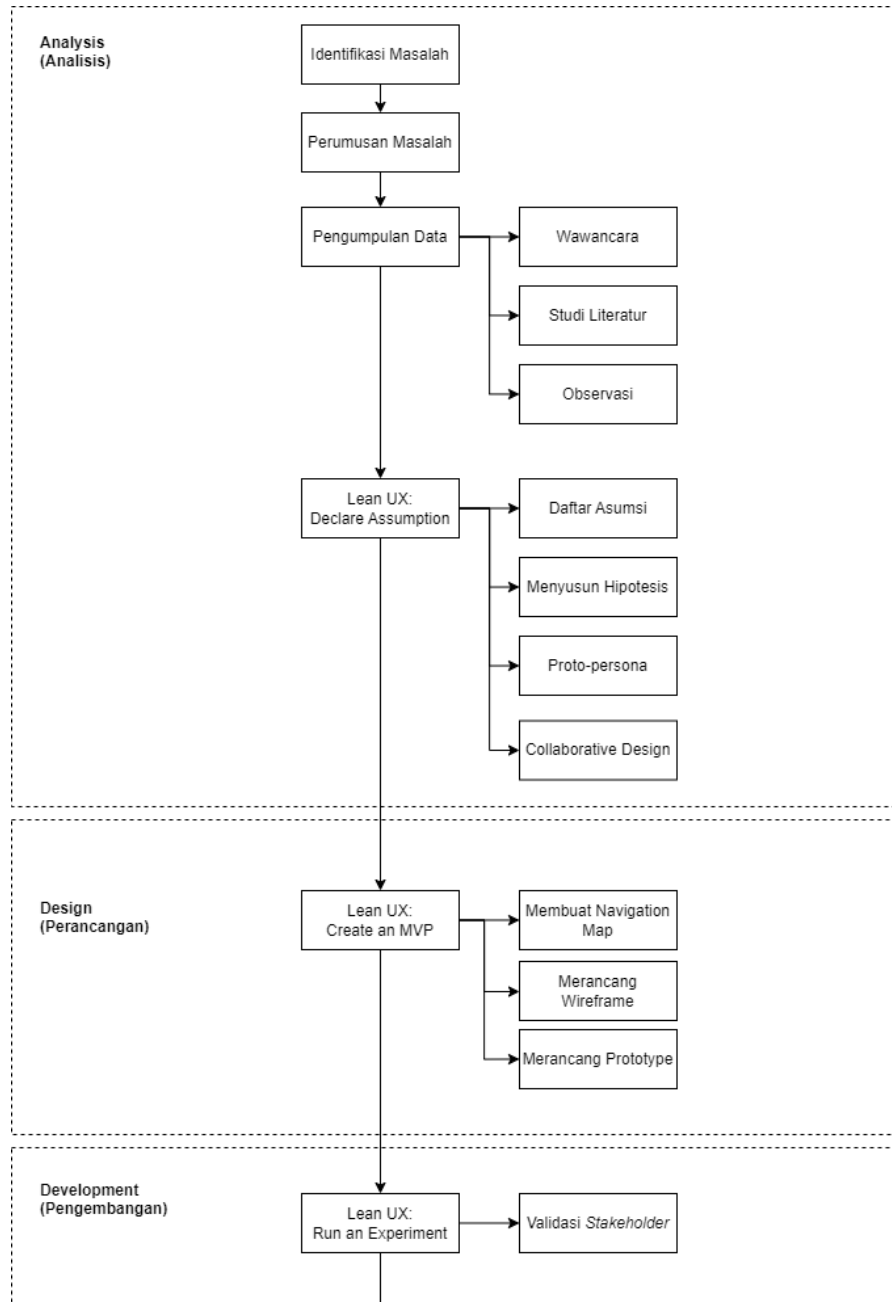 Analysis
(Analisis)
Identifikasi Masalah
Perumusan Masalah
Pengumpulan Data
Wawancara
Studi Literatur
Observasi
Lean UX:
Declare Assumption
Daftar Asumsi
Menyusun Hipotesis
Proto-persona
Collaborative Design
Design
(Perancangan)
Lean UX:
Create an MVP
Membuat Navigation
Map
Merancang
Wireframe
Merancang Prototype
Development
(Pengembangan)
Lean UX:
Run an Experiment
Validasi Stakeholder